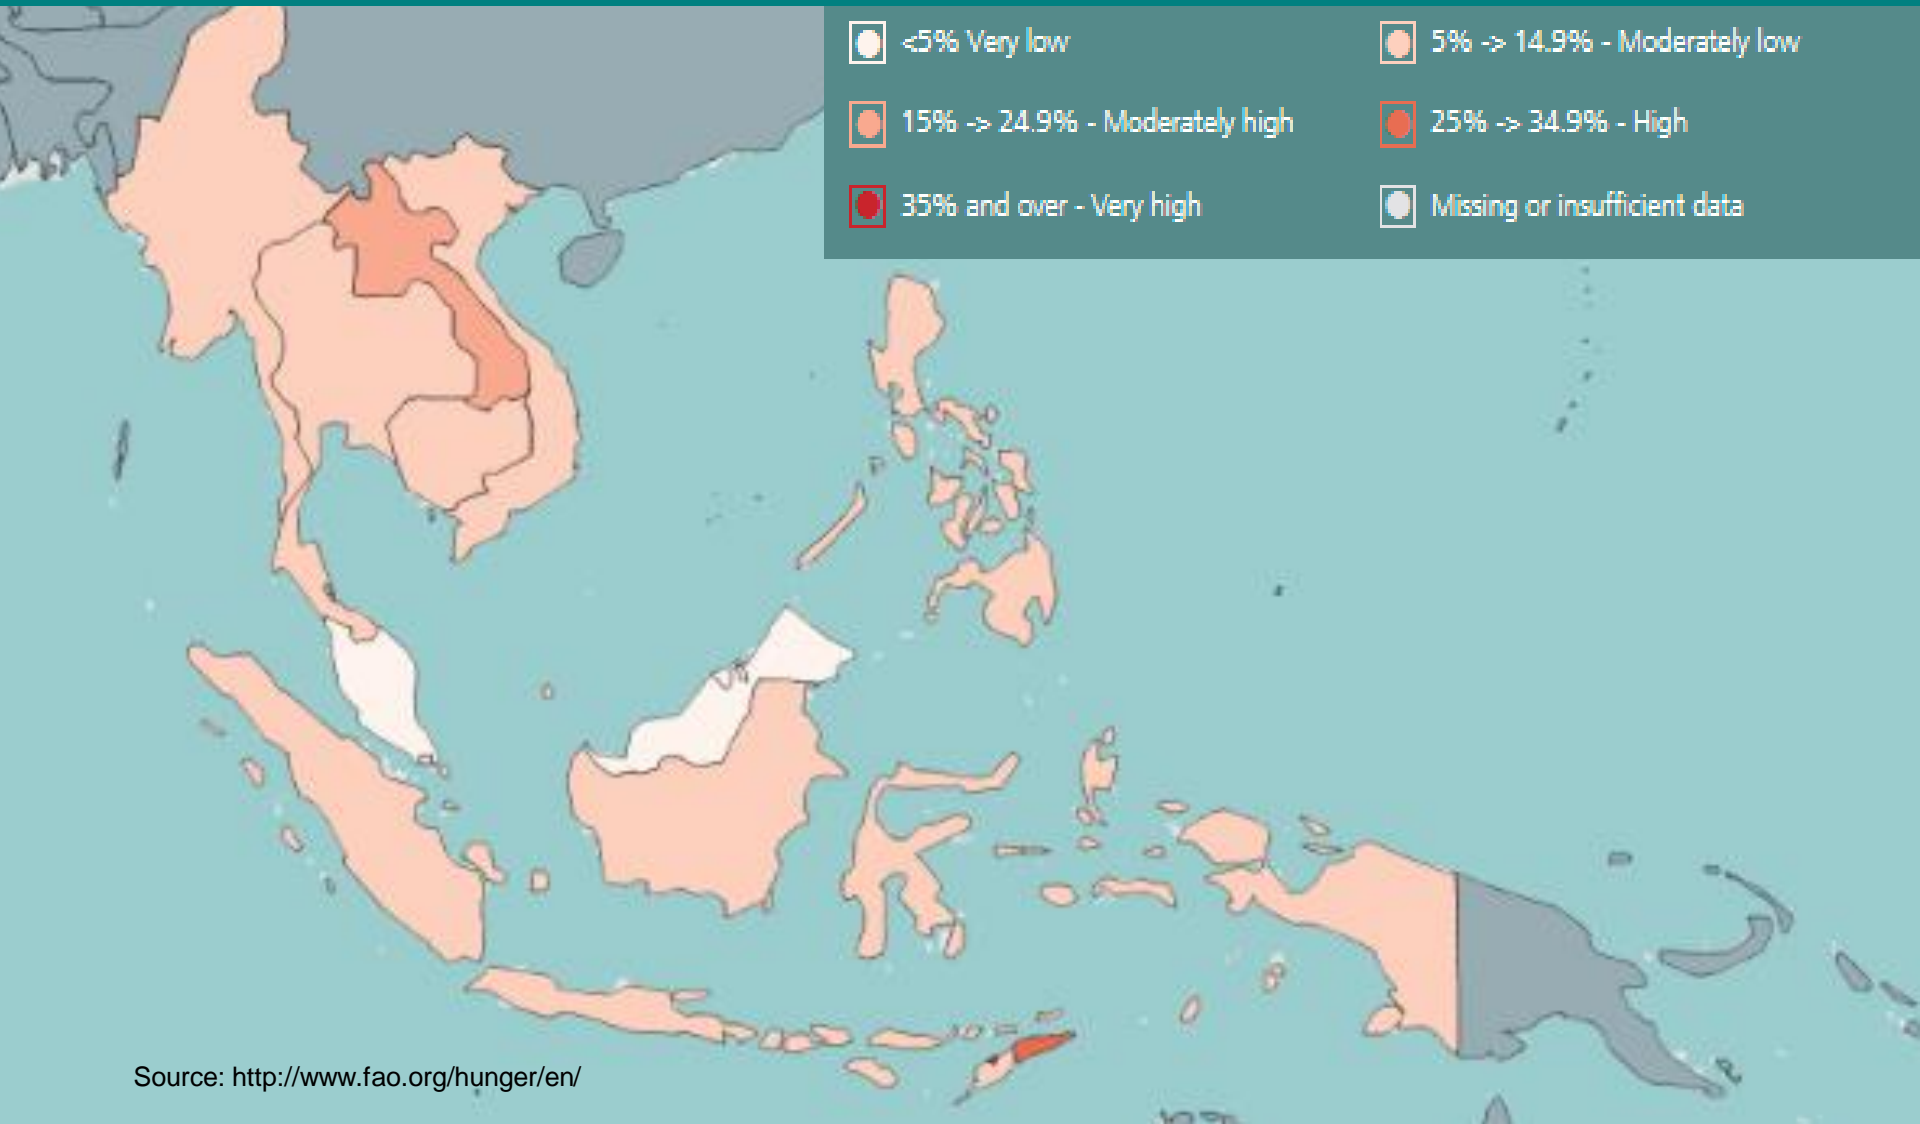 <5% Very low
5% -> 14.9% - Moderately low
15% -> 24.9% - Moderately high
25% -> 34.9% - High
35% and over - Very high
Missing or insufficient data
Source: http://www.fao.org/hunger/en/